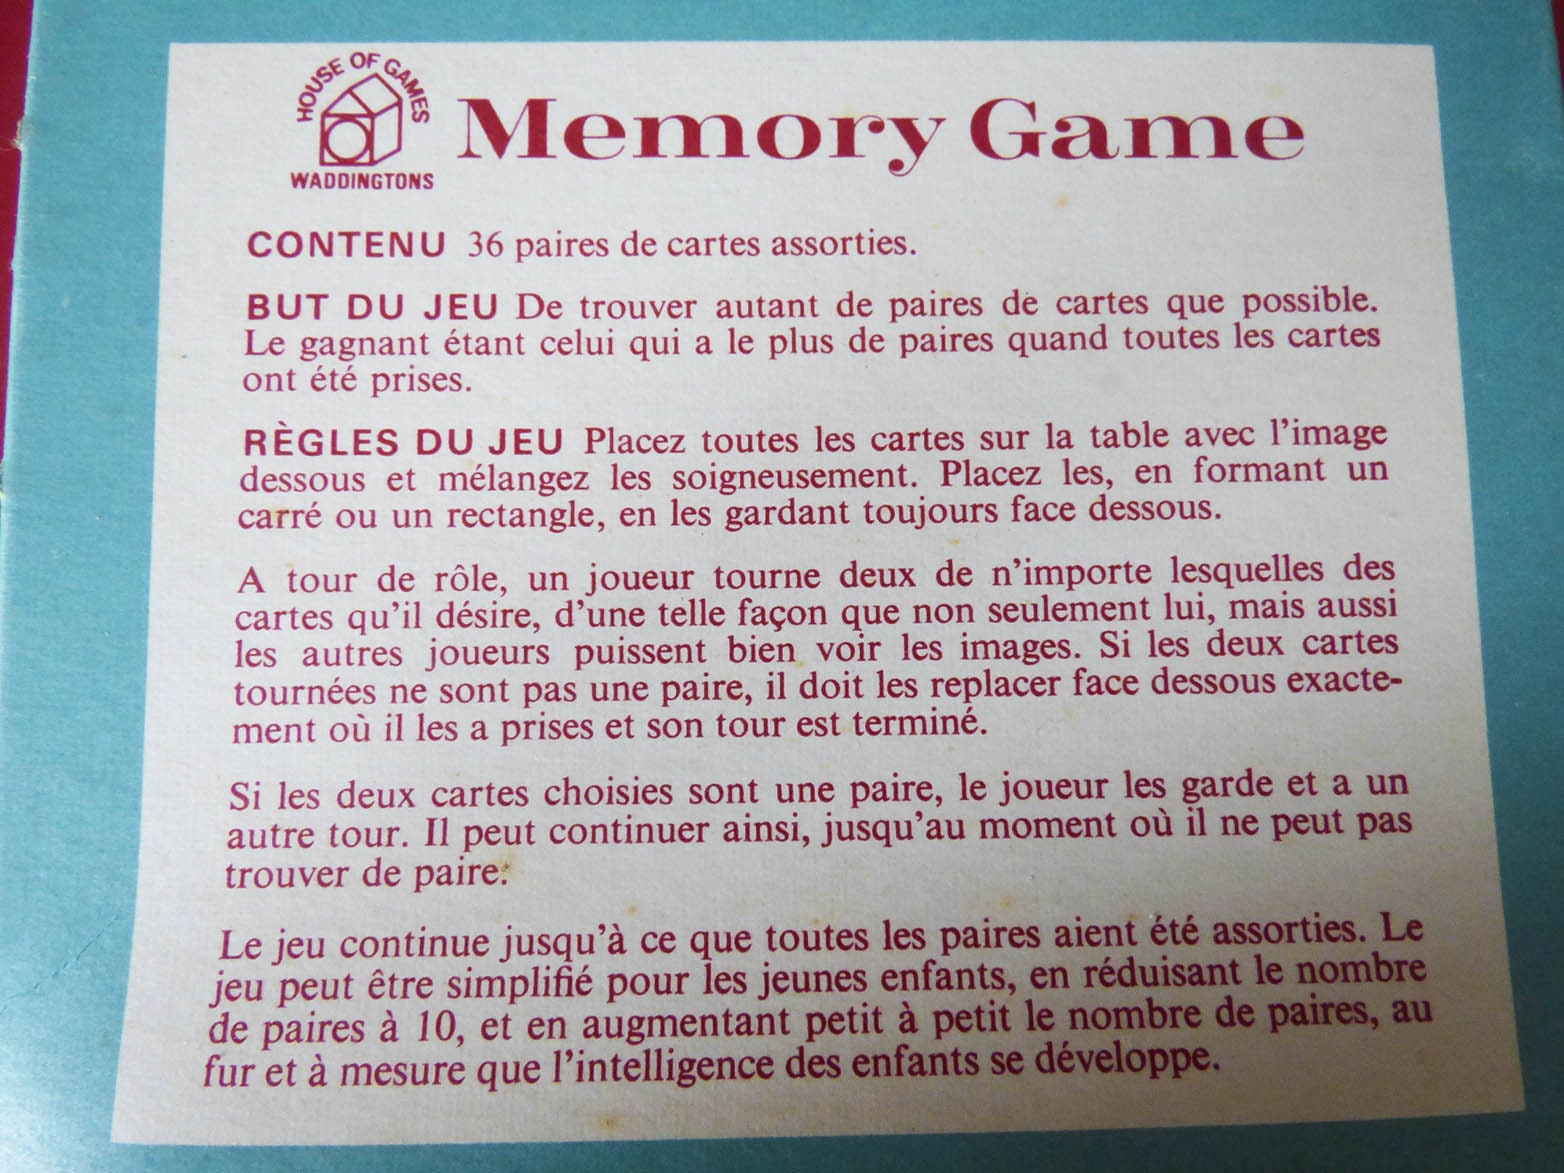 HOUSE OF GAMES
WADDINGTONS
Memory Game
CONTENU 36 paires de cartes assorties.
BUT DU JEU De trouver autant de paires de cartes que possible.
Le gagnant étant celui qui a le plus de paires quand toutes les cartes
ont été prises.
RÈGLES DU JEU Placez toutes les cartes sur la table avec l'image
dessous et mélangez les soigneusement. Placez les, en formant un
carré ou un rectangle, en les gardant toujours face dessous.
A tour de rôle, un joueur tourne deux de n'importe lesquelles des
cartes qu'il désire, d'une telle façon que non seulement lui, mais aussi
les autres joueurs puissent bien voir les images. Si les deux cartes
tournées ne sont pas une paire, il doit les replacer face dessous exacte-
ment où il les a prises et son tour est terminé.
Si les deux cartes choisies sont une paire, le joueur les garde et a un
autre tour. Il peut continuer ainsi, jusqu'au moment où il ne peut pas
trouver de paire.
Le jeu continue jusqu'à ce que toutes les paires aient été assorties. Le
jeu peut être simplifié pour les jeunes enfants, en réduisant le nombre
de paires à 10, et en augmentant petit à petit le nombre de paires, au
fur et à mesure que l'intelligence des enfants se développe.